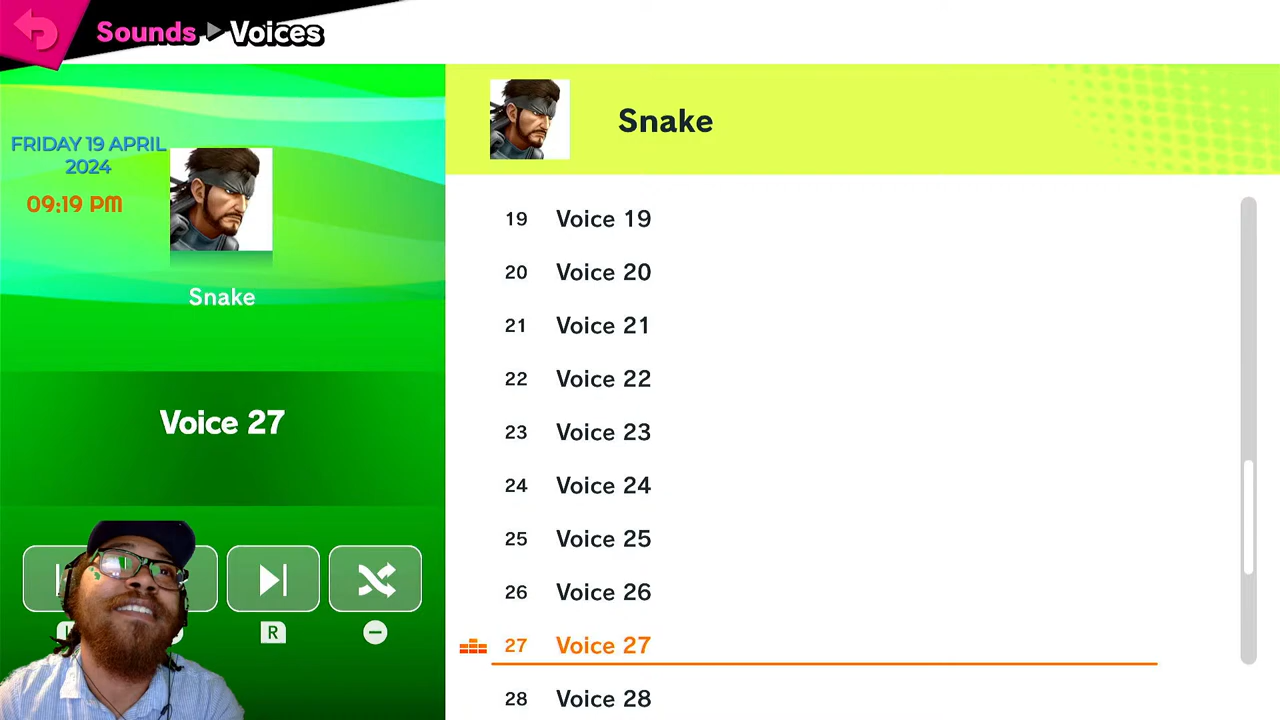 Sounds ▶ Voices
FRIDAY 19 APRIL
2024
09:19 PM
Snake
Voice 27
R
Snake
19 Voice 19
20 Voice 20
21 Voice 21
22 Voice 22
23 Voice 23
24 Voice 24
25 Voice 25
26 Voice 26
27 Voice 27
28 Voice 28